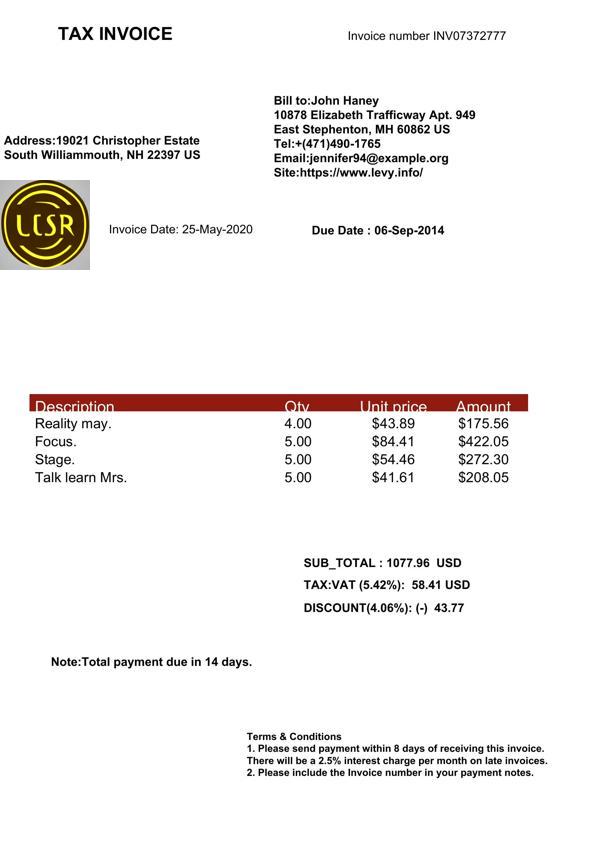 TAX INVOICE
Invoice number INV07372777
Bill to:John Haney
10878 Elizabeth Trafficway Apt. 949
East Stephenton, MH 60862 US
Tel:+(471)490-1765
Email:jennifer94@example.org
Site:https://www.levy.info/
Address:19021 Christopher Estate
South Williammouth, NH 22397 US
Invoice Date: 25-May-2020
Due Date : 06-Sep-2014
Description Qty Unit price Amount
Reality may. 4.00 $43.89 $175.56
Focus. 5.00 $84.41 $422.05
Stage. 5.00 $54.46 $272.30
Talk learn Mrs. 5.00 $41.61 $208.05
SUB_TOTAL : 1077.96 USD
TAX:VAT (5.42%): 58.41 USD
DISCOUNT(4.06%): (-) 43.77
Note:Total payment due in 14 days.
Terms & Conditions
1. Please send payment within 8 days of receiving this invoice.
There will be a 2.5% interest charge per month on late invoices.
2. Please include the Invoice number in your payment notes.